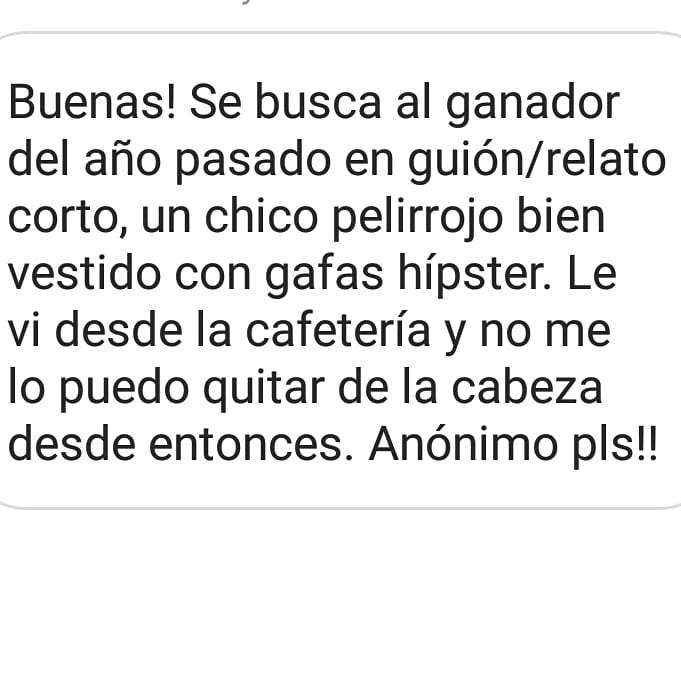 Buenas! Se busca al ganador
del año pasado en guión/relato
corto, un chico pelirrojo bien
vestido con gafas hípster. Le
vi desde la cafetería y no me
lo puedo quitar de la cabeza
desde entonces. Anónimo pls!!